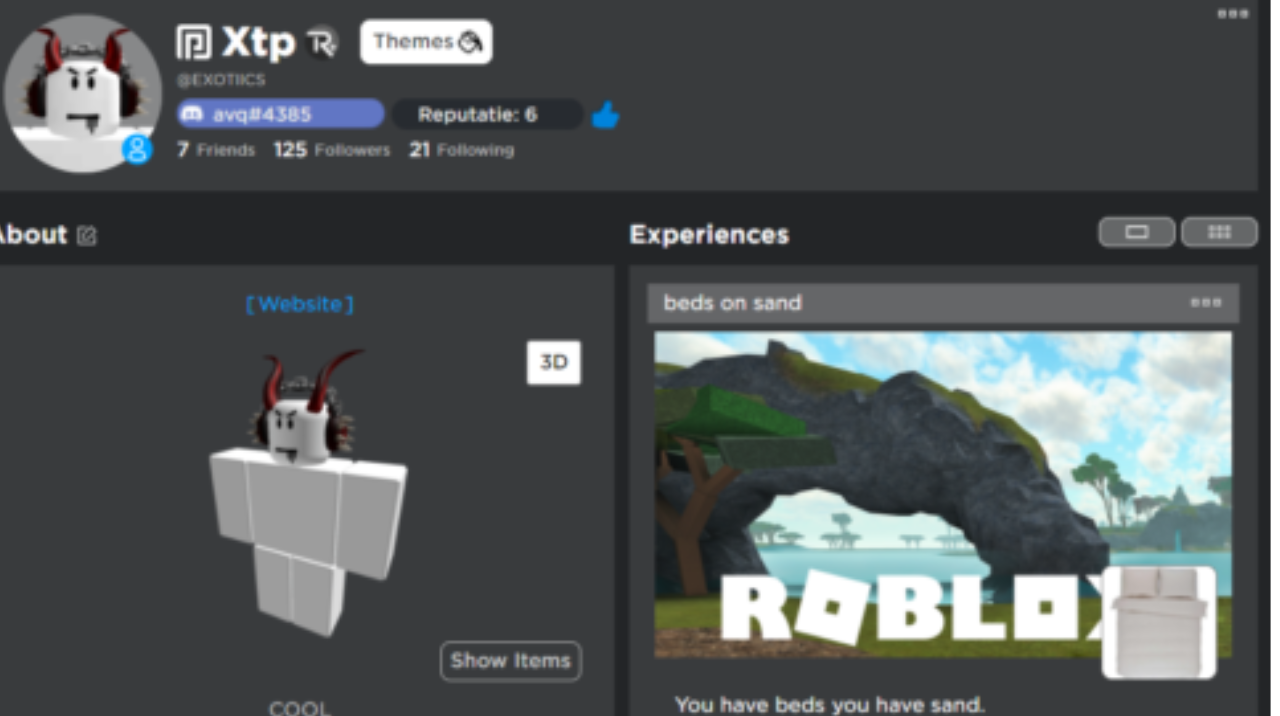 Xtp Themes
@EXOTIICS
avq#4385 Reputatie: 6
7 Friends 125 Followers 21 Following
About
Experiences
[ Website ]
beds on sand
3D
ROBLOX
Show Items
COOL
You have beds you have sand.